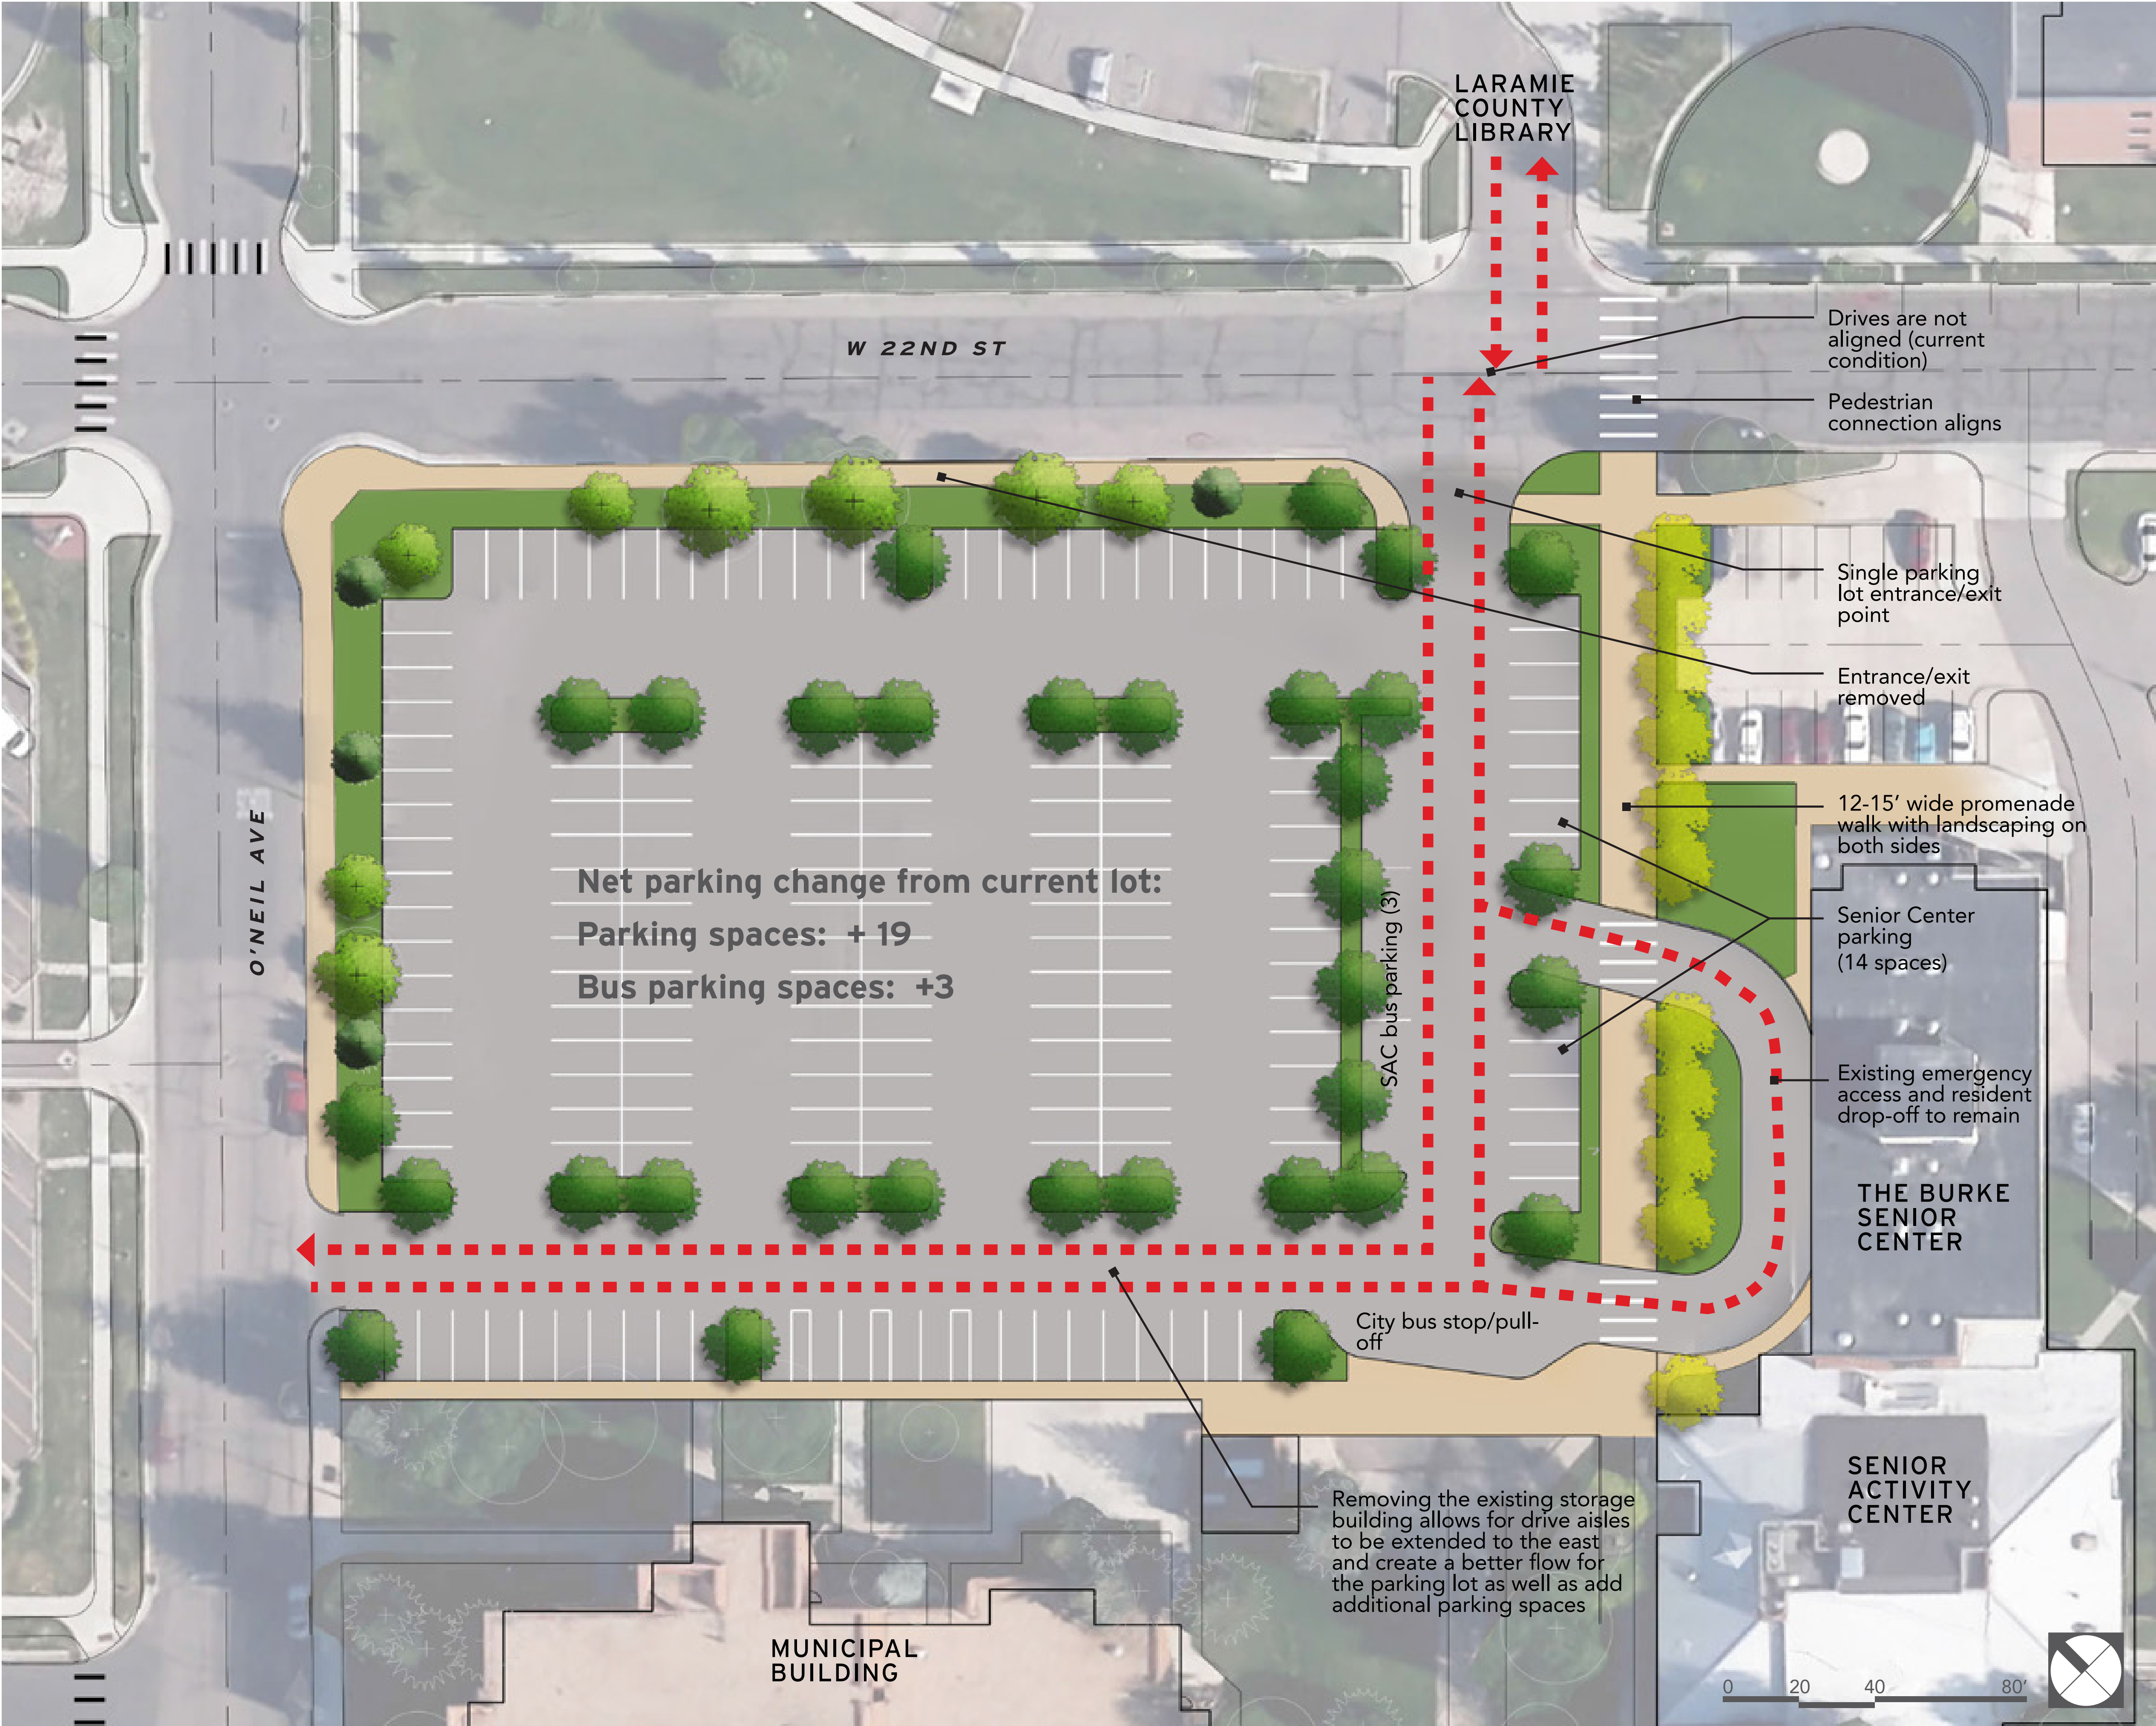 LARAMIE
COUNTY
LIBRARY
W 22ND ST
Drives are not
aligned (current
condition)
Pedestrian
connection aligns
Single parking
lot entrance/exit
point
Entrance/exit
removed
12-15’ wide promenade
walk with landscaping on
both sides
O'NEIL AVE
Net parking change from current lot:
Parking spaces: + 19
Bus parking spaces: +3
SAC bus parking (3)
Senior Center
parking
(14 spaces)
Existing emergency
access and resident
drop-off to remain
THE BURKE
SENIOR
CENTER
City bus stop/pull-
off
SENIOR
ACTIVITY
CENTER
Removing the existing storage
building allows for drive aisles
to be extended to the east
and create a better flow for
the parking lot as well as add
additional parking spaces
MUNICIPAL
BUILDING
0 20 40 80'